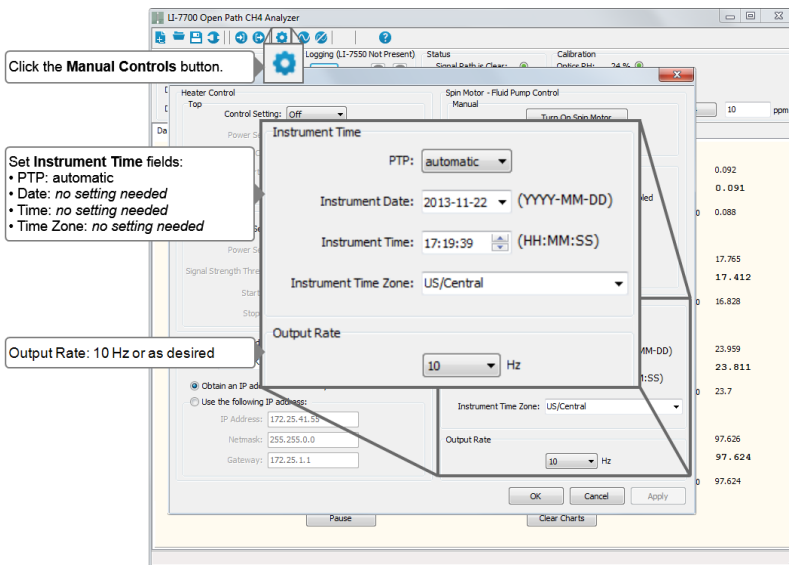 LI-7700 Open Path CH4 Analyzer
Logging (LI-7550 Not Present) Status Calibration
Click the Manual Controls button.
Signal Path is Clear: Optics RH: 24 %
Heater Control Spin Motor - Fluid Pump Control
Top Manual
Control Setting: Off Turn On Spin Motor
10 ppm
Da
Power Se
Instrument Time
PTP: automatic
Instrument Date: 2013-11-22 (YYYY-MM-DD)
Instrument Time: 17:19:39 (HH:MM:SS)
Instrument Time Zone: US/Central
Output Rate
10 Hz
Set Instrument Time fields:
• PTP: automatic
• Date: no setting needed
• Time: no setting needed
• Time Zone: no setting needed
0.092
0.091
0.088
Power Se
Signal Strength Thre
Start
Stop
17.765
17.412
16.828
Output Rate: 10 Hz or as desired
MM-DD)
23.959
23.811
23.7
Obtain an IP ad
Use the following IP address:
IP Address: 172.25.41.55
Netmask: 255.255.0.0
Gateway: 172.25.1.1
Instrument Time Zone: US/Central
Output Rate
10 Hz
97.626
97.624
97.624
OK Cancel Apply
Pause Clear Charts